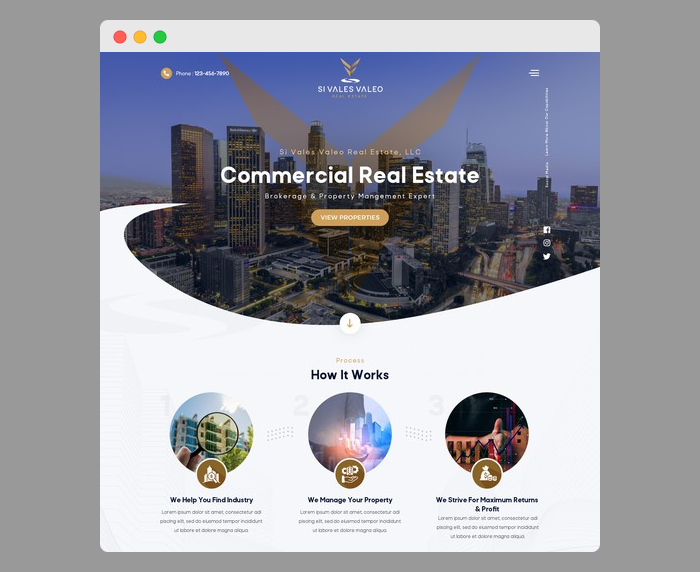 Phone : 123-456-7890
SI VALES VALEO
REAL ESTATE
Social Media
Learn More About Our Capabilities
Si Vales Valeo Real Estate, LLC
Commercial Real Estate
Brokerage & Property Mangement Expert
VIEW PROPERTIES
Process
How It Works
1
2
3
We Help You Find Industry
Lorem ipsum dolor sit amet, consectetur adi
piscing elit, sed do eiusmod tempor incididunt
ut labore et dolore magna aliqua.
We Manage Your Property
Lorem ipsum dolor sit amet, consectetur adi
piscing elit, sed do eiusmod tempor incididunt
ut labore et dolore magna aliqua.
We Strive For Maximum Returns
& Profit
Lorem ipsum dolor sit amet, consectetur adi
piscing elit, sed do eiusmod tempor incididunt
ut labore et dolore magna aliqua.